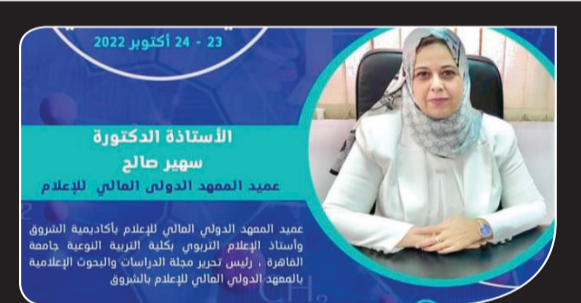 23 - 24 أكتوبر 2022
الأستاذة الدكتورة
سهير صالح
عميد المعهد الدولى العالي للإعلام
عميد المعهد الدولي العالي للإعلام بأكاديمية الشروق
وأستاذ الإعلام التربوي بكلية التربية النوعية جامعة
القاهرة ، رئيس تحرير مجلة الدراسات والبحوث الإعلامية
بالمعهد الدولي العالي للإعلام بالشروق
CH2